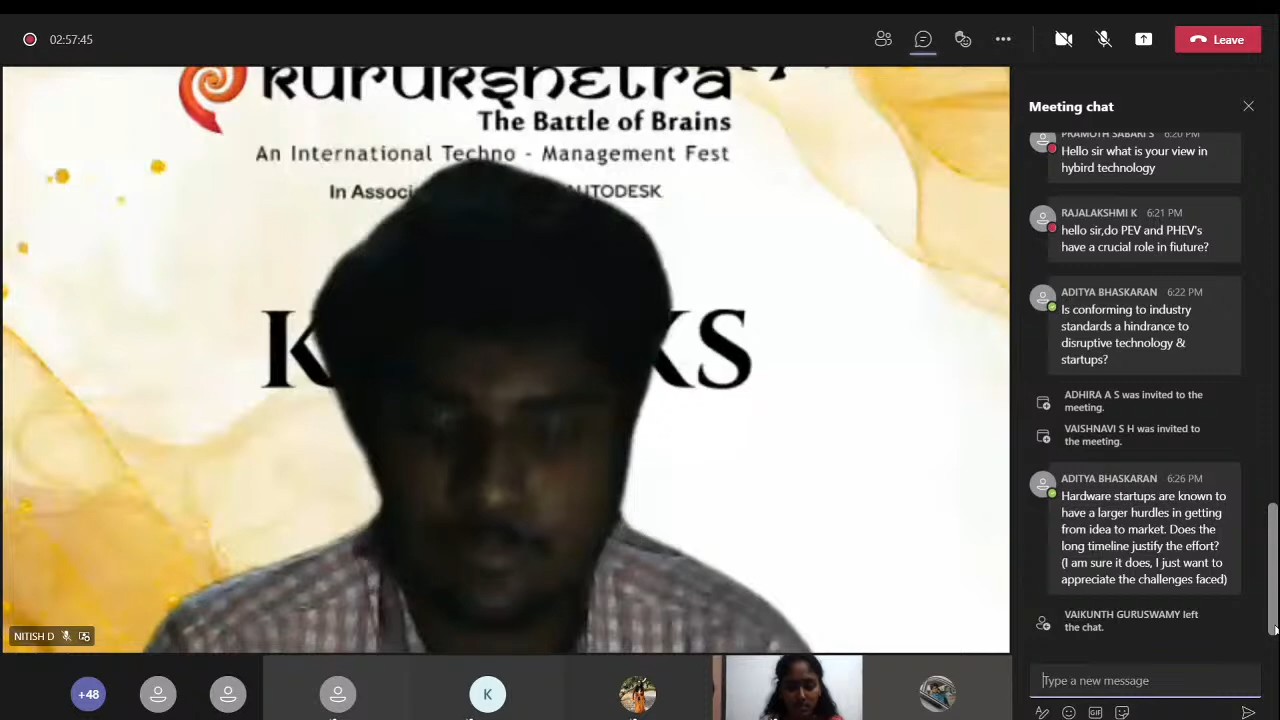 02:57:45
Leave
kurukshetra
The Battle of Brains
An International Techno - Management Fest
In Associ
AUTODESK
K
KS
NITISH D
+48
K
Meeting chat
PRAMOTH SABARI S 6:20 PM
Hello sir what is your view in
hybird technology
RAJALAKSHMI K 6:21 PM
hello sir,do PEV and PHEV's
have a crucial role in fiuture?
ADITYA BHASKARAN 6:22 PM
Is conforming to industry
standards a hindrance to
disruptive technology &
startups?
ADHIRA A S was invited to the
meeting.
VAISHNAVI S H was invited to
the meeting.
ADITYA BHASKARAN 6:26 PM
Hardware startups are known to
have a larger hurdles in getting
from idea to market. Does the
long timeline justify the effort?
(I am sure it does, I just want to
appreciate the challenges faced)
VAIKUNTH GURUSWAMY left
the chat.
Type a new message
GIF